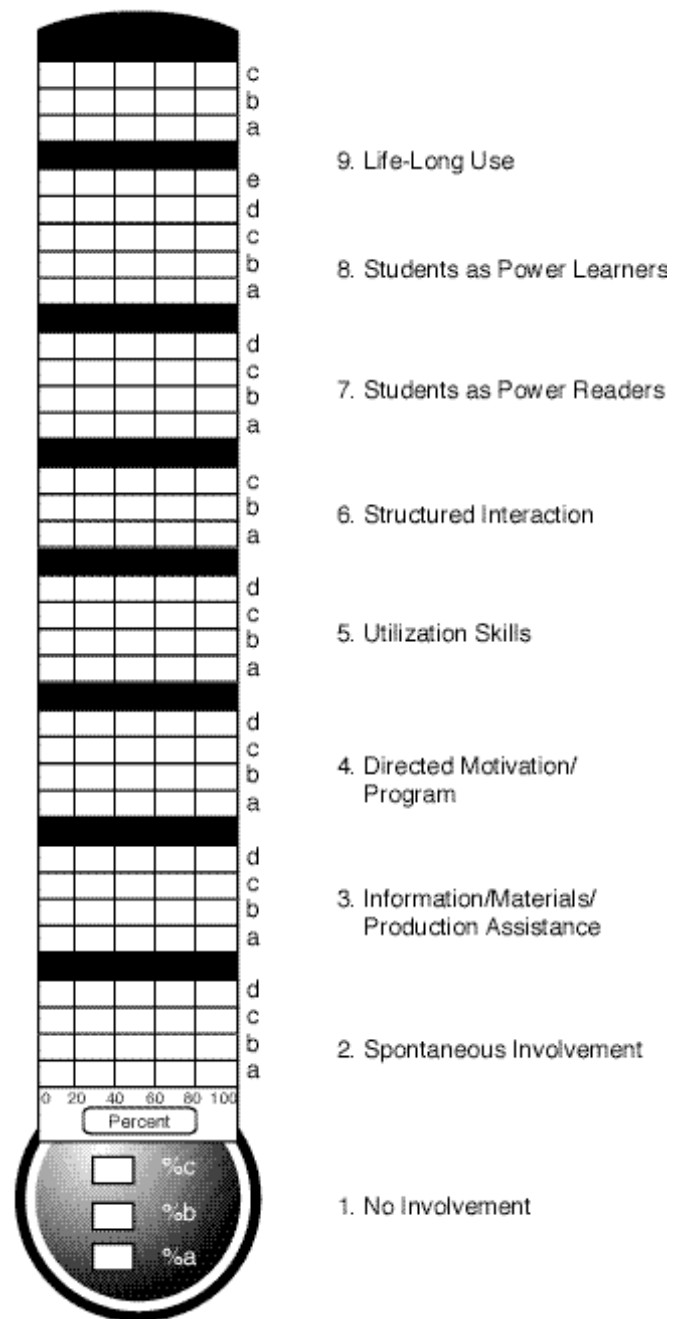 c
b
a
9. Life-Long Use
e
d
c
b
a
8. Students as Power Learners
d
c
b
a
7. Students as Power Readers
c
b
a
6. Structured Interaction
d
c
b
a
5. Utilization Skills
d
c
b
a
4. Directed Motivation/
Program
d
c
b
a
3. Information/Materials/
Production Assistance
d
c
b
a
2. Spontaneous Involvement
0 20 40 60 80 100
Percent
%c
%b
%a
1. No Involvement